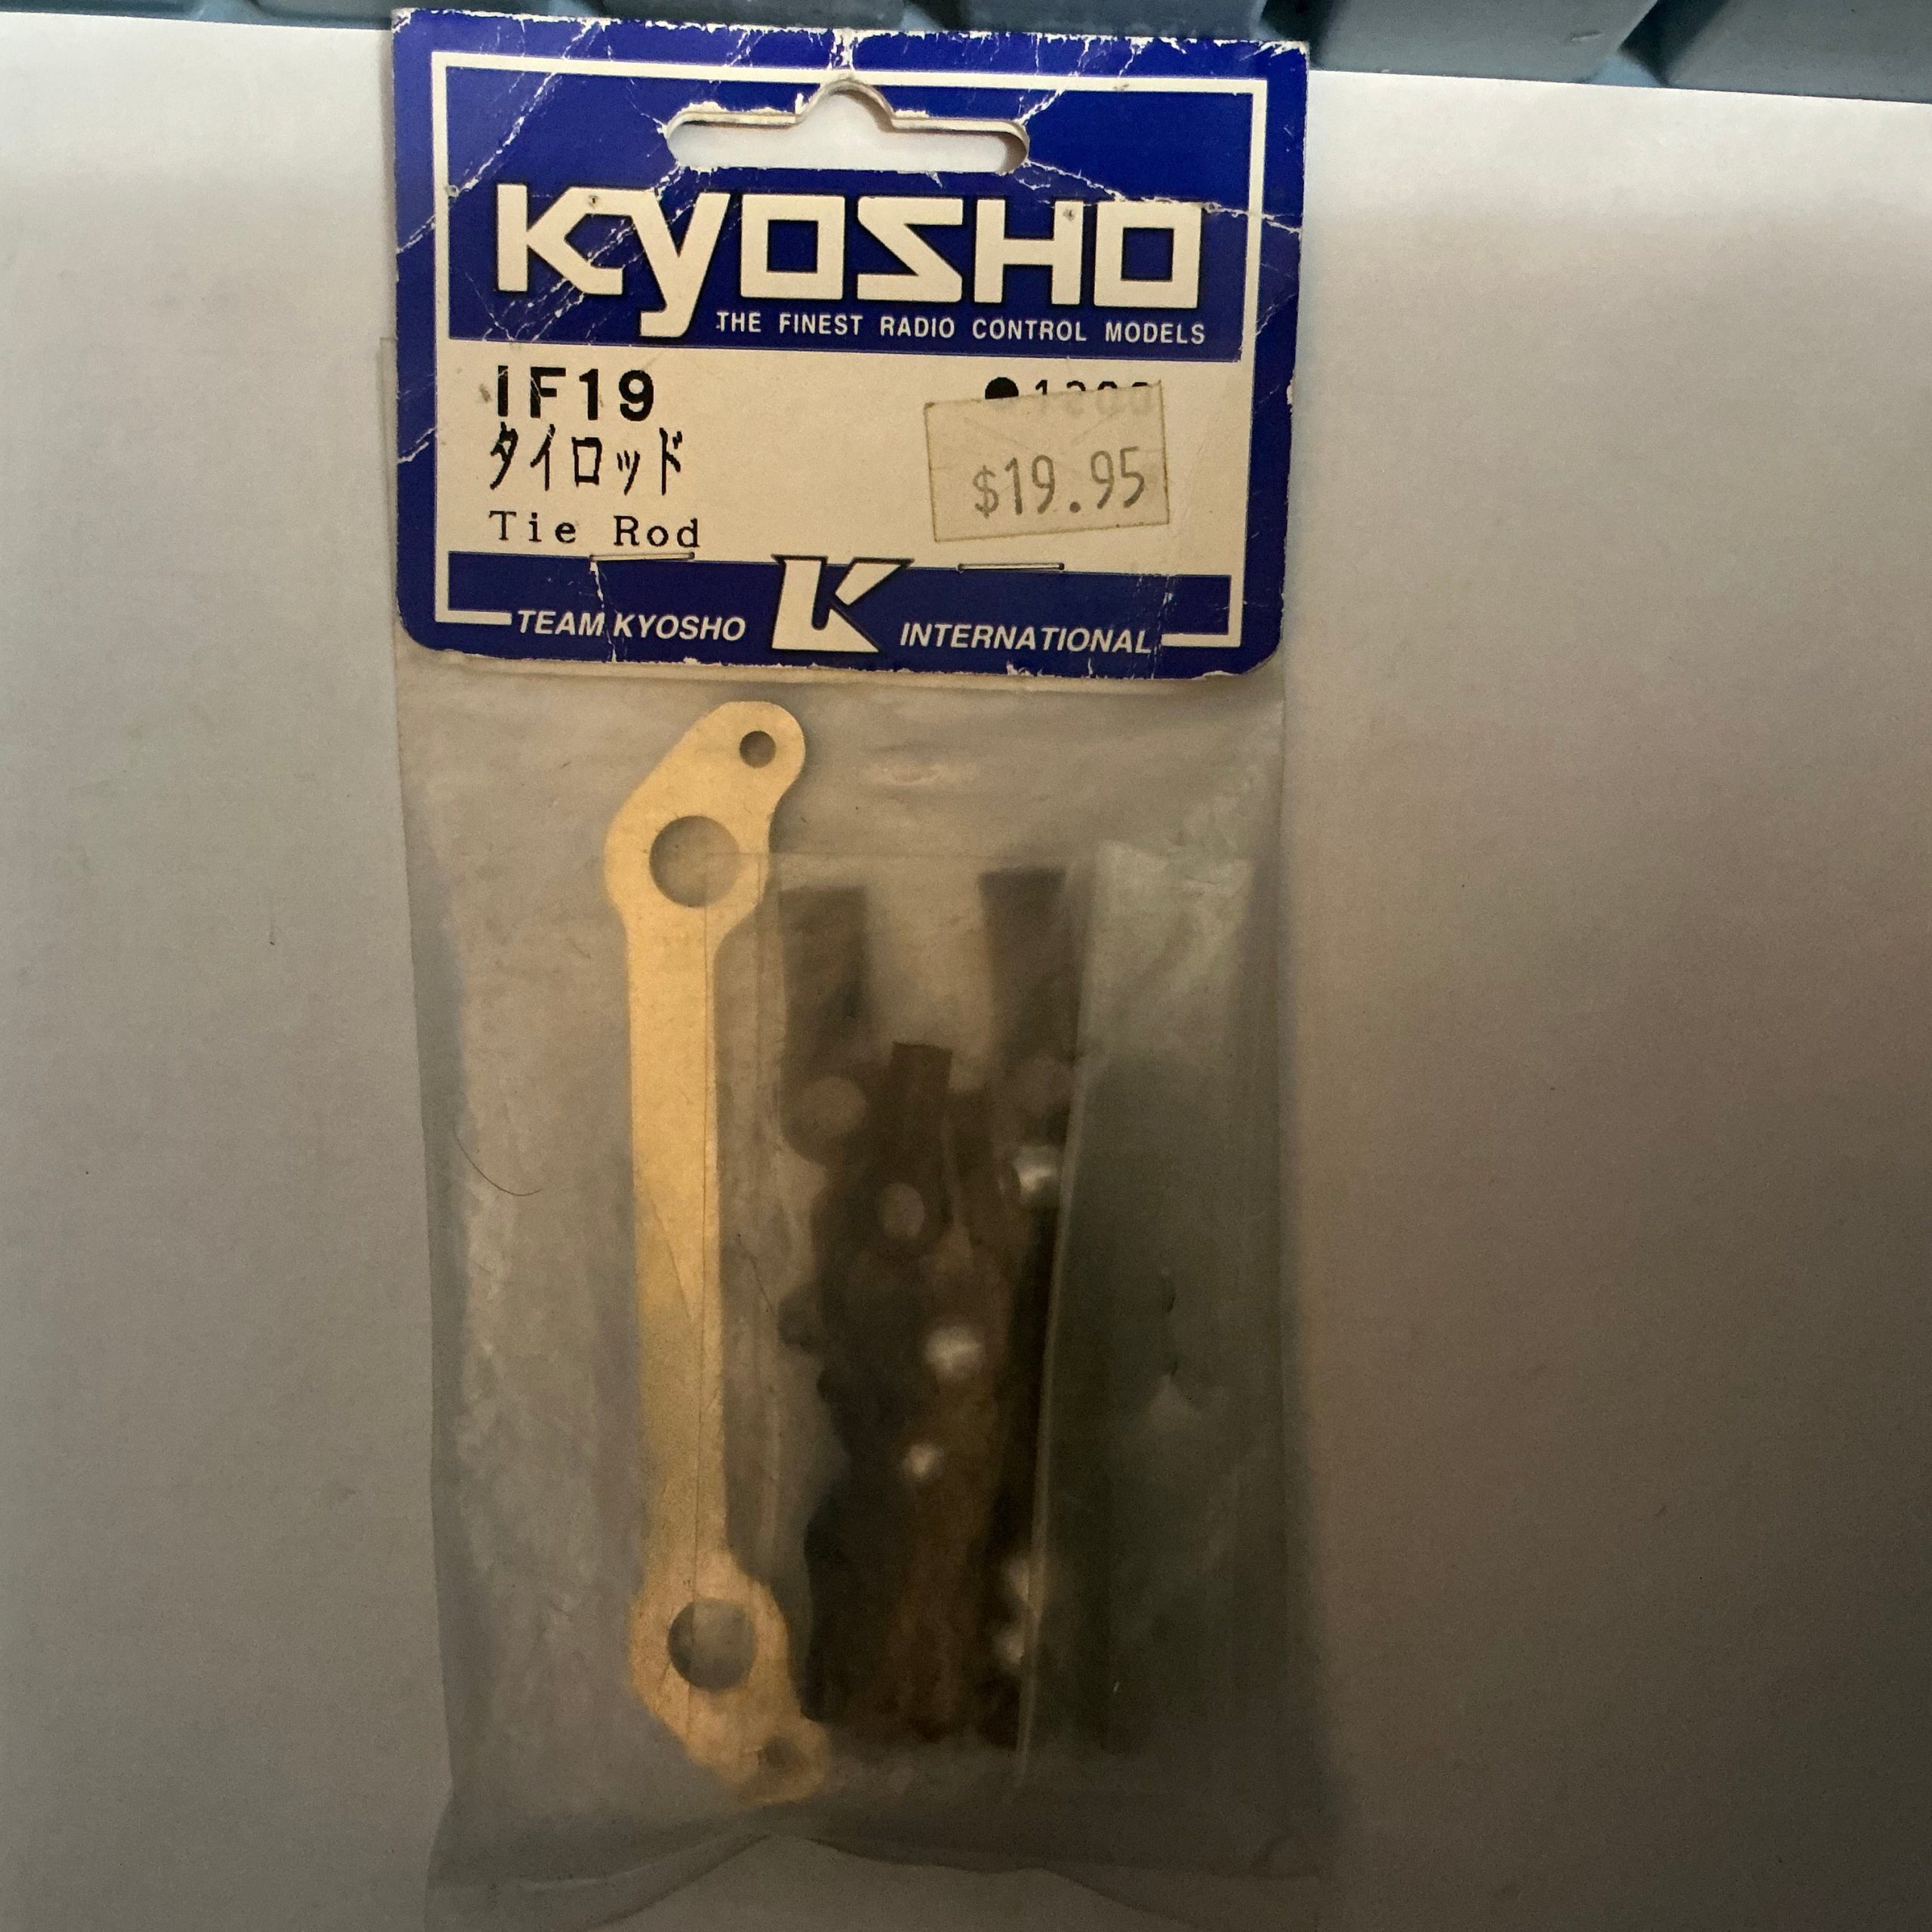 KYOSHO
THE FINEST RADIO CONTROL MODELS
IF19
タイロッド
$19.95
Tie Rod
TEAM KYOSHO K INTERNATIONAL